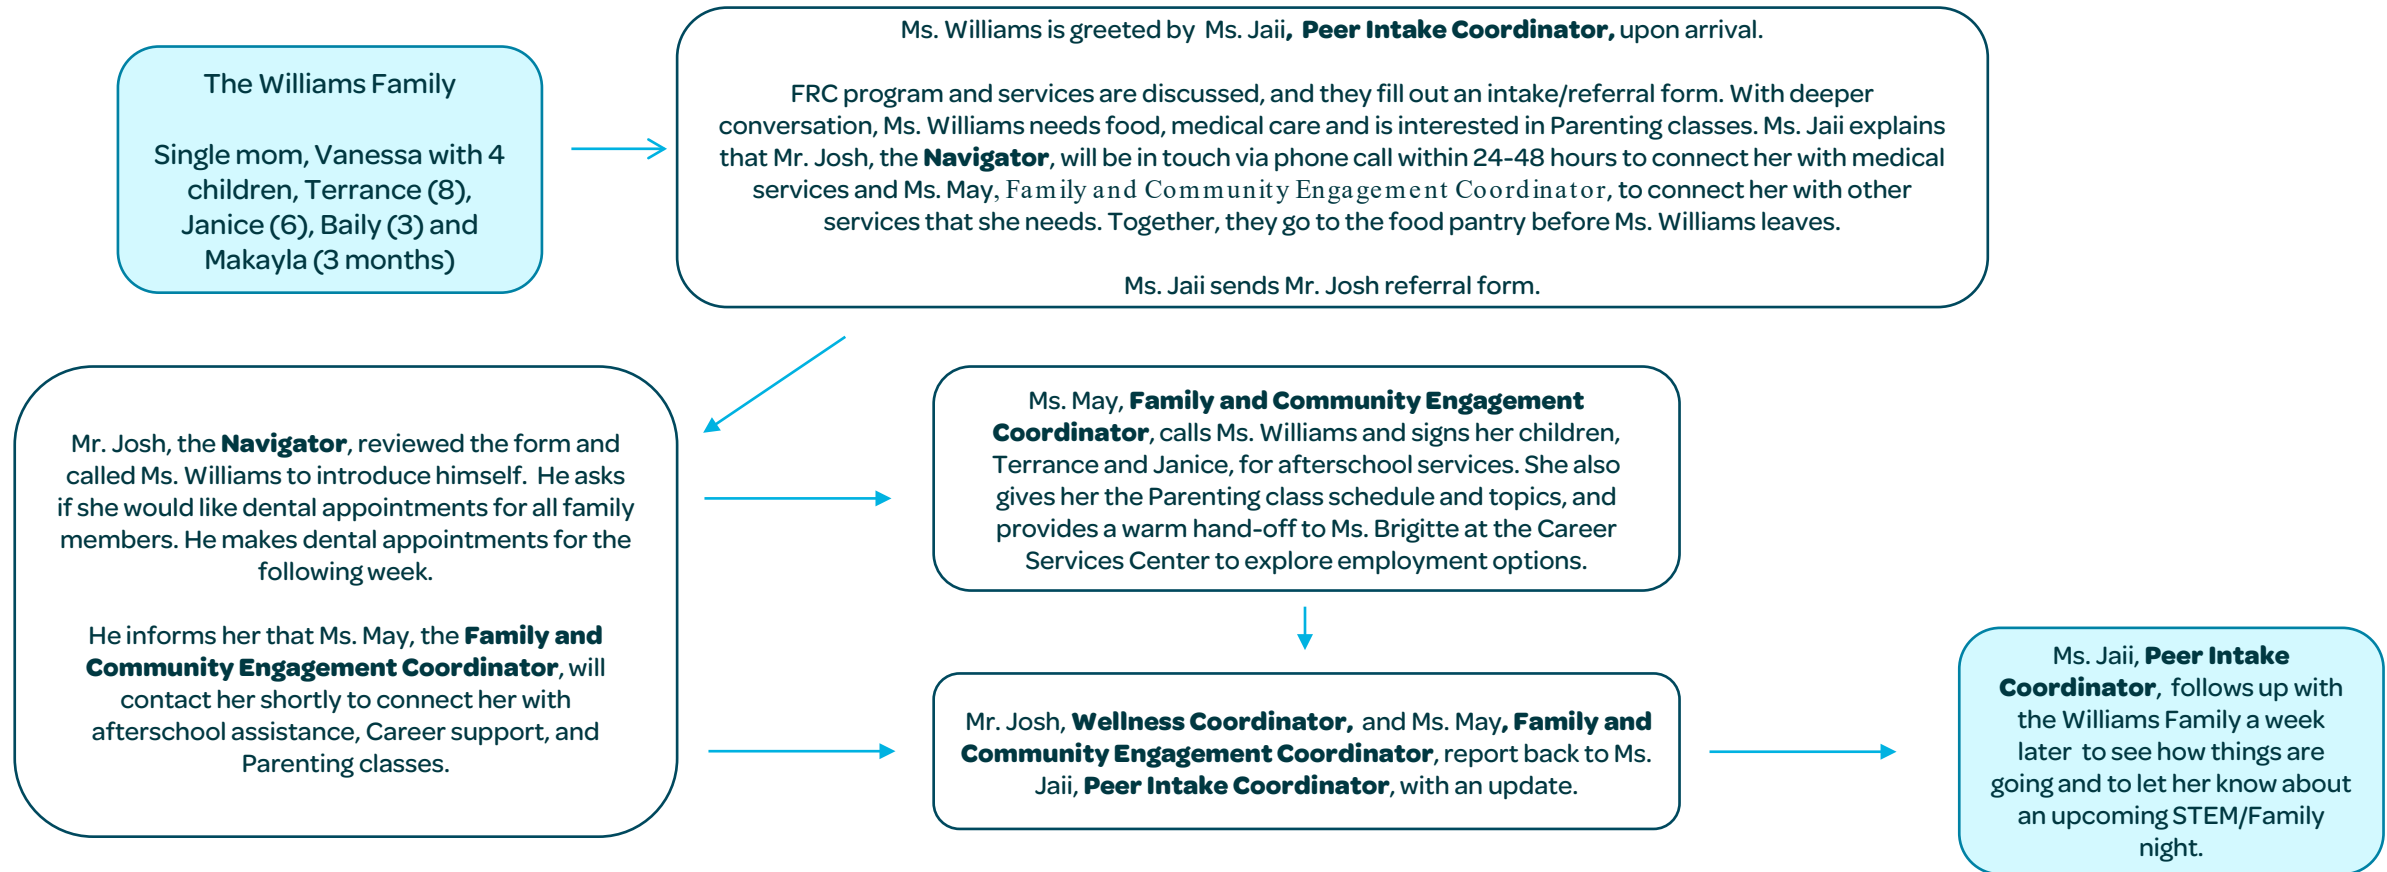 The Williams Family
Single mom, Vanessa with 4
children, Terrance (8),
Janice (6), Baily (3) and
Makayla (3 months)
Ms. Williams is greeted by Ms. Jaii, Peer Intake Coordinator, upon arrival.
FRC program and services are discussed, and they fill out an intake/referral form. With deeper
conversation, Ms. Williams needs food, medical care and is interested in Parenting classes. Ms. Jaii explains
that Mr. Josh, the Navigator, will be in touch via phone call within 24-48 hours to connect her with medical
services and Ms. May, Family and Community Engagement Coordinator, to connect her with other
services that she needs. Together, they go to the food pantry before Ms. Williams leaves.
Ms. Jaii sends Mr. Josh referral form.
Mr. Josh, the Navigator, reviewed the form and
called Ms. Williams to introduce himself. He asks
if she would like dental appointments for all family
members. He makes dental appointments for the
following week.
He informs her that Ms. May, the Family and
Community Engagement Coordinator, will
contact her shortly to connect her with
afterschool assistance, Career support, and
Parenting classes.
Ms. May, Family and Community Engagement
Coordinator, calls Ms. Williams and signs her children,
Terrance and Janice, for afterschool services. She also
gives her the Parenting class schedule and topics, and
provides a warm hand-off to Ms. Brigitte at the Career
Services Center to explore employment options.
Mr. Josh, Wellness Coordinator, and Ms. May, Family and
Community Engagement Coordinator, report back to Ms.
Jaii, Peer Intake Coordinator, with an update.
Ms. Jaii, Peer Intake
Coordinator, follows up with
the Williams Family a week
later to see how things are
going and to let her know about
an upcoming STEM/Family
night.